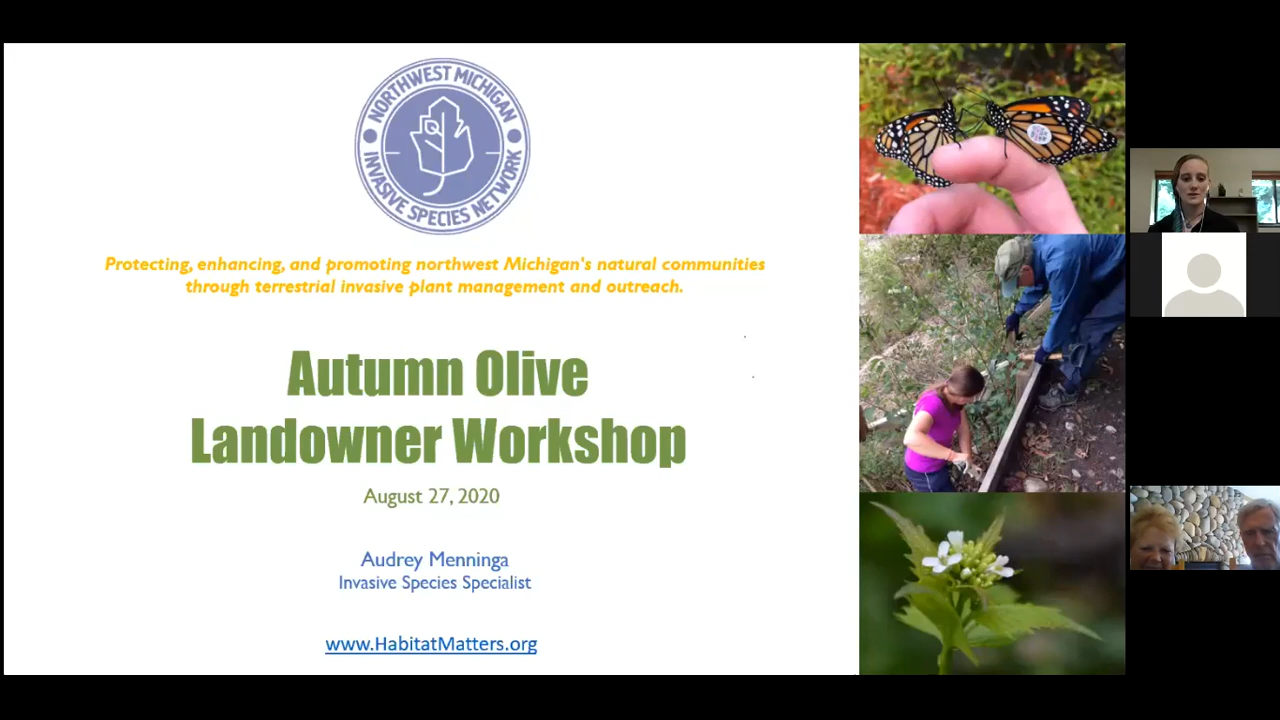 NORTHWEST MICHIGAN
INVASIVE SPECIES NETWORK
Protecting, enhancing, and promoting northwest Michigan's natural communities
through terrestrial invasive plant management and outreach.
Autumn Olive
Landowner Workshop
August 27, 2020
Audrey Menninga
Invasive Species Specialist
www.HabitatMatters.org